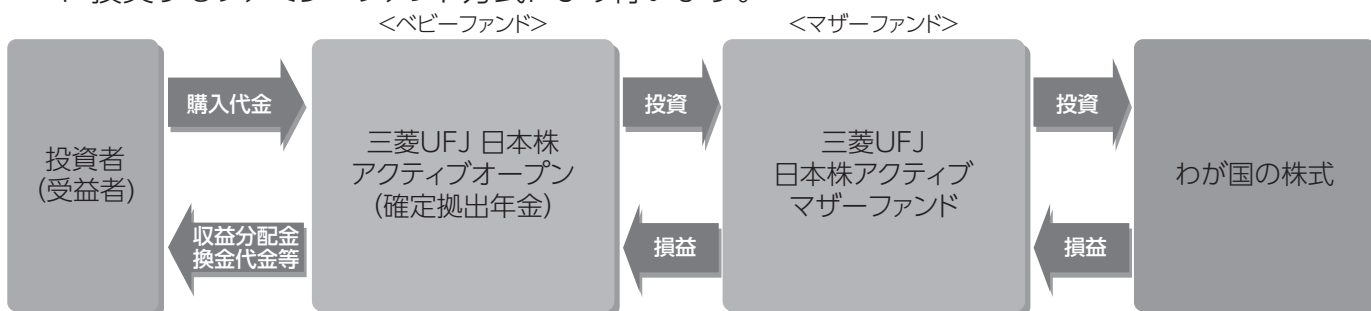 <ベビーファンド>
<マザーファンド>
投資者
(受益者)
購入代金
収益分配金
換金代金等
三菱UFJ 日本株
アクティブオープン
(確定拠出年金)
投資
損益
三菱UFJ
日本株アクティブ
マザーファンド
投資
損益
わが国の株式